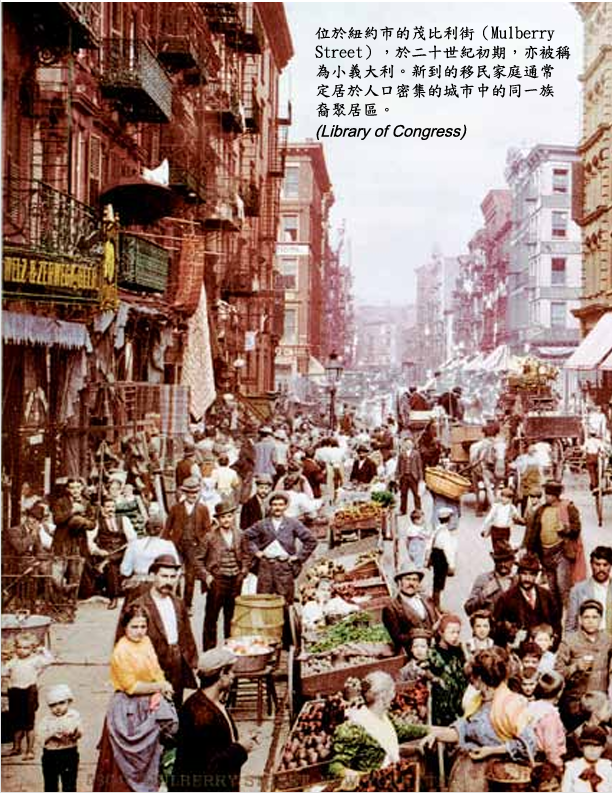 位於紐約市的茂比利街（Mulberry
Street），於二十世紀初期，亦被稱
為小義大利。新到的移民家庭通常
定居於人口密集的城市中的同一族
裔聚居區。
(Library of Congress)
MULBERRY STREET, NEW